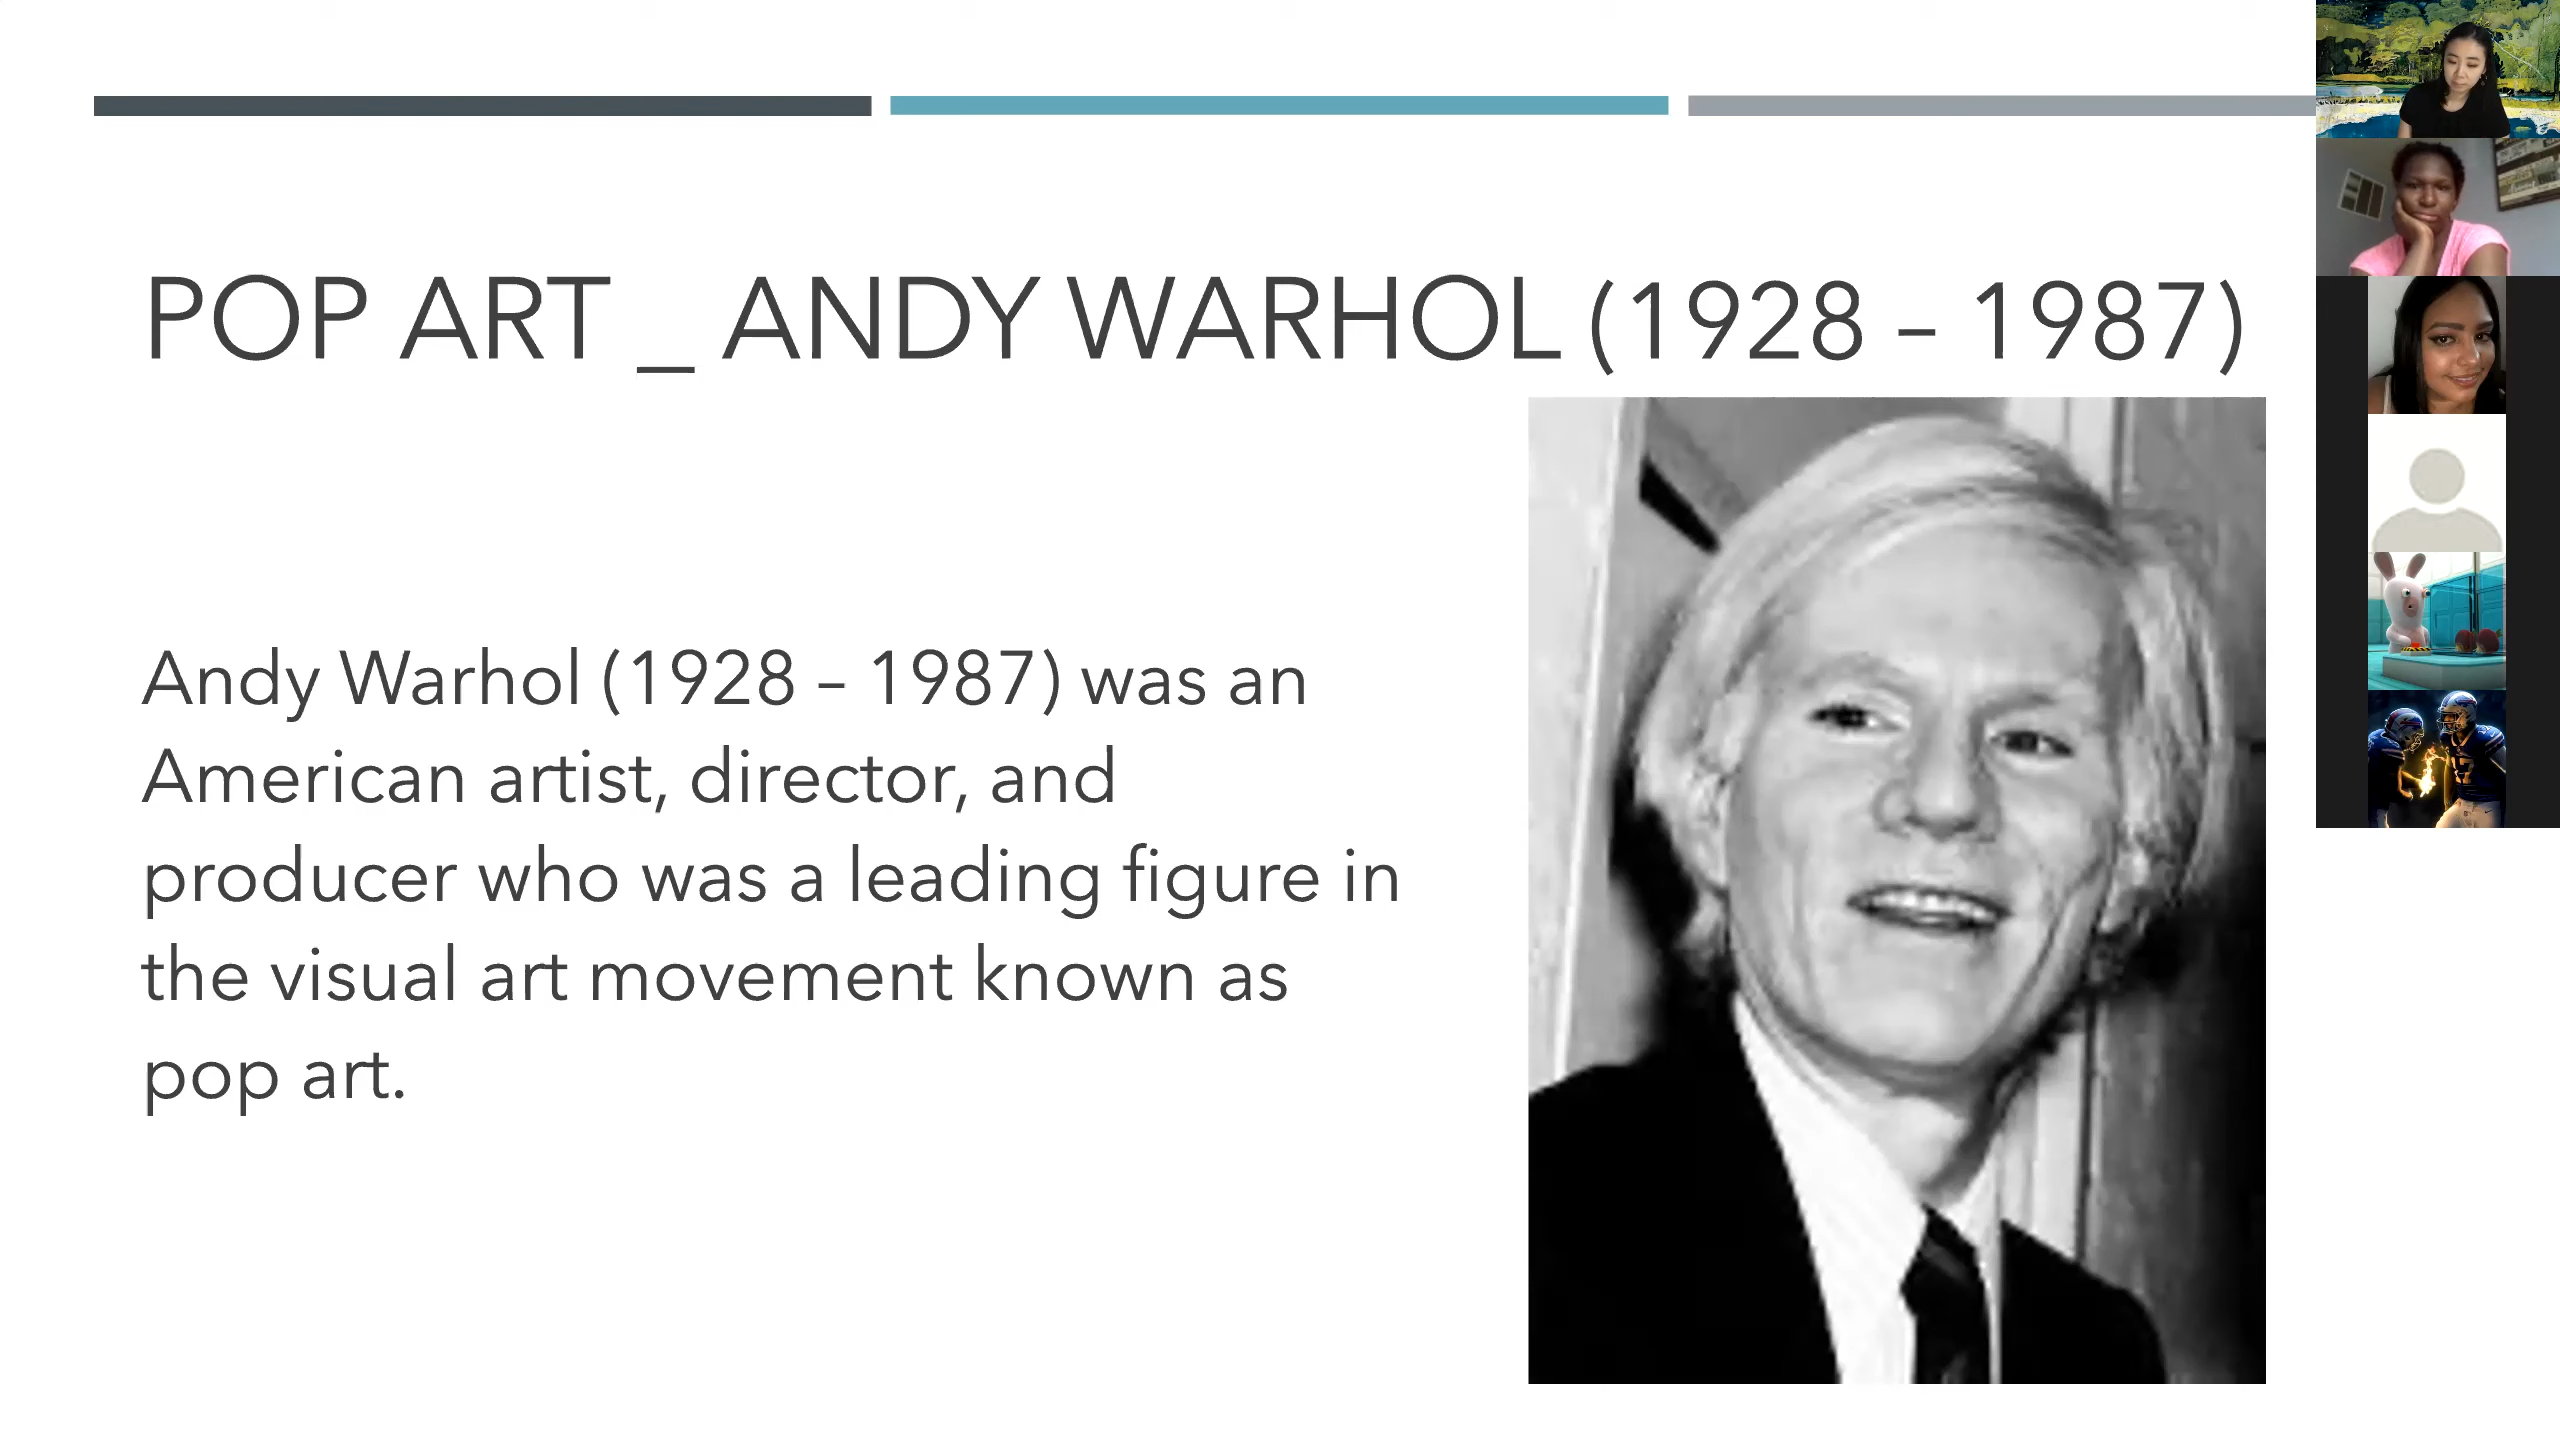 POP ART _ ANDY WARHOL (1928 – 1987)
Andy Warhol (1928 – 1987) was an
American artist, director, and
producer who was a leading figure in
the visual art movement known as
pop art.